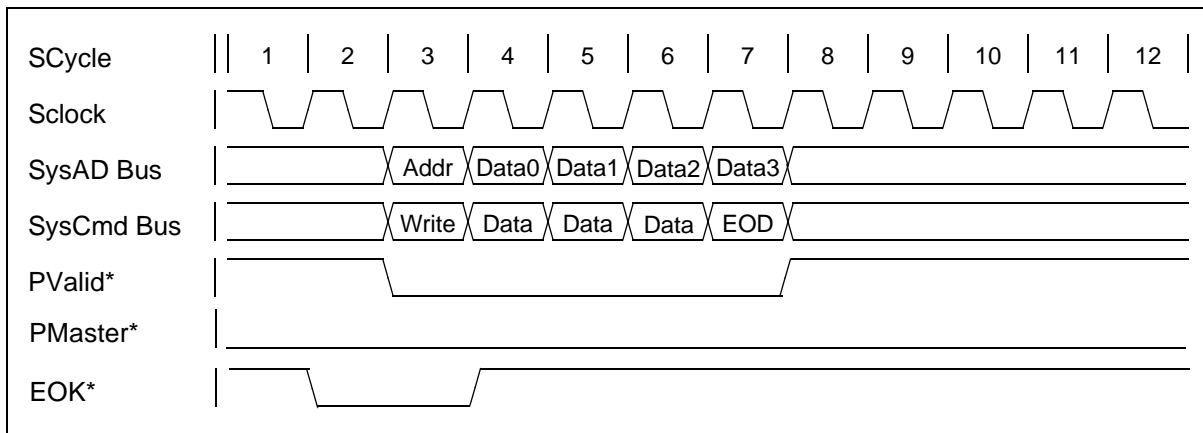 SCycle 1 2 3 4 5 6 7 8 9 10 11 12
Sclock
SysAD Bus Addr Data0 Data1 Data2 Data3
SysCmd Bus Write Data Data Data EOD
PValid*
PMaster*
EOK*